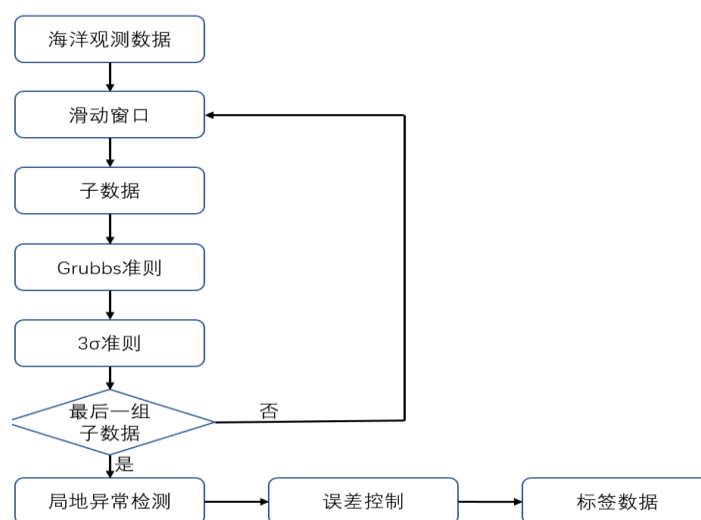 海洋观测数据
滑动窗口
子数据
Grubbs准则
3σ准则
最后一组
子数据
否
是
局地异常检测
误差控制
标签数据